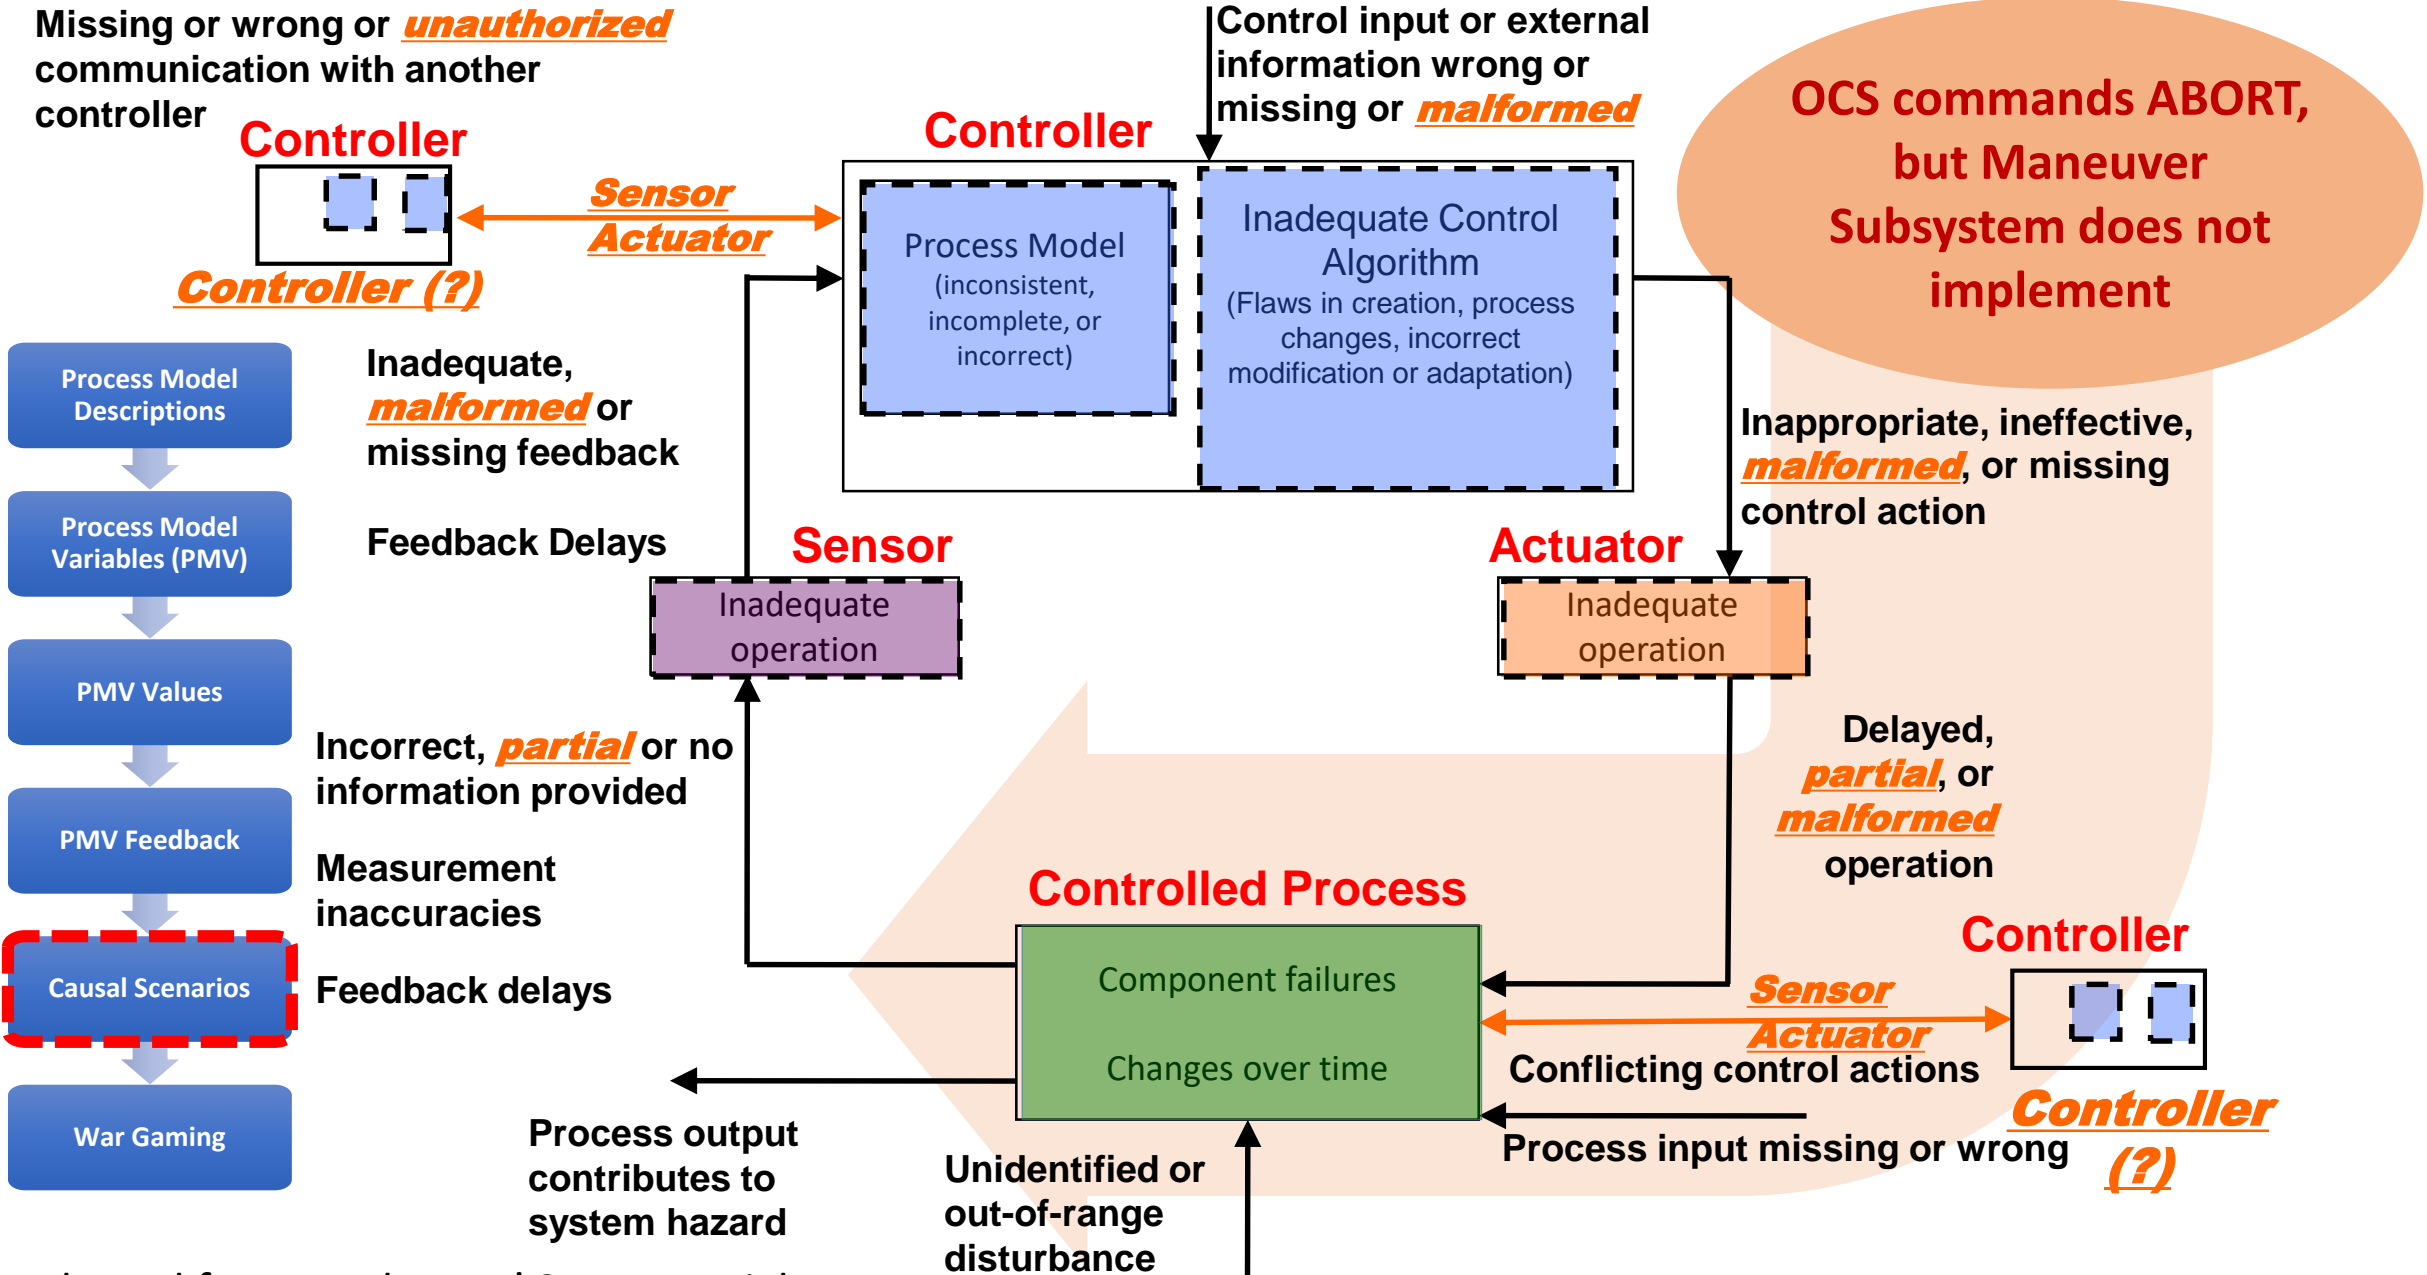 Missing or wrong or unauthorized
communication with another
controller
Controller
Controller (?)
Sensor
Actuator
Control input or external
information wrong or
missing or malformed
Controller
Process Model
(inconsistent,
incomplete, or
incorrect)
Inadequate Control
Algorithm
(Flaws in creation, process
changes, incorrect
modification or adaptation)
OCS commands ABORT,
but Maneuver
Subsystem does not
implement
Process Model
Descriptions
Process Model
Variables (PMV)
PMV Values
PMV Feedback
Causal Scenarios
War Gaming
Inadequate,
malformed or
missing feedback
Feedback Delays
Sensor
Inadequate
operation
Inappropriate, ineffective,
malformed, or missing
control action
Actuator
Inadequate
operation
Incorrect, partial or no
information provided
Measurement
inaccuracies
Feedback delays
Delayed,
partial, or
malformed
operation
Controlled Process
Component failures
Changes over time
Controller
Sensor
Actuator
Conflicting control actions
Controller
(?)
Process input missing or wrong
Process output
contributes to
system hazard
Unidentified or
out-of-range
disturbance